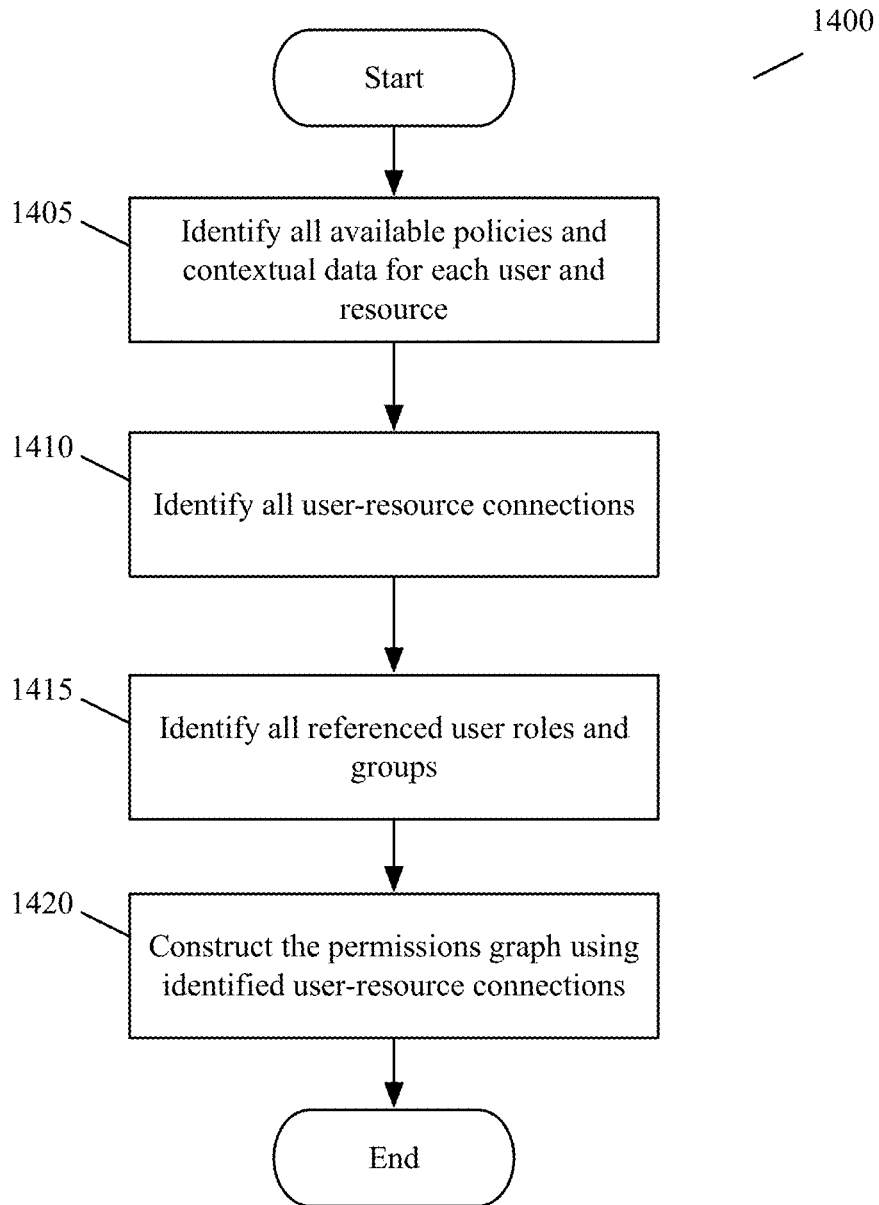 1400
Start
1405
Identify all available policies and
contextual data for each user and
resource
1410
Identify all user-resource connections
1415
Identify all referenced user roles and
groups
1420
Construct the permissions graph using
identified user-resource connections
End